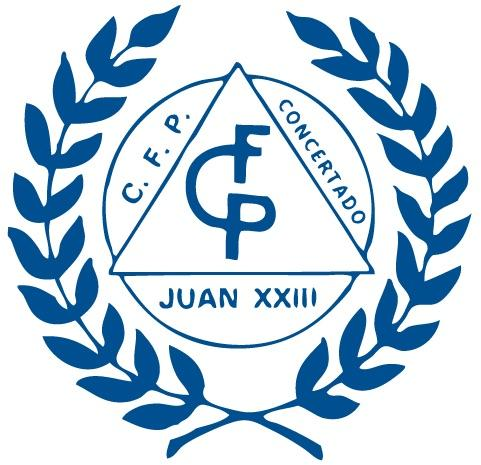 C. F. P.
CONCERTADO
CFP
JUAN XXIII